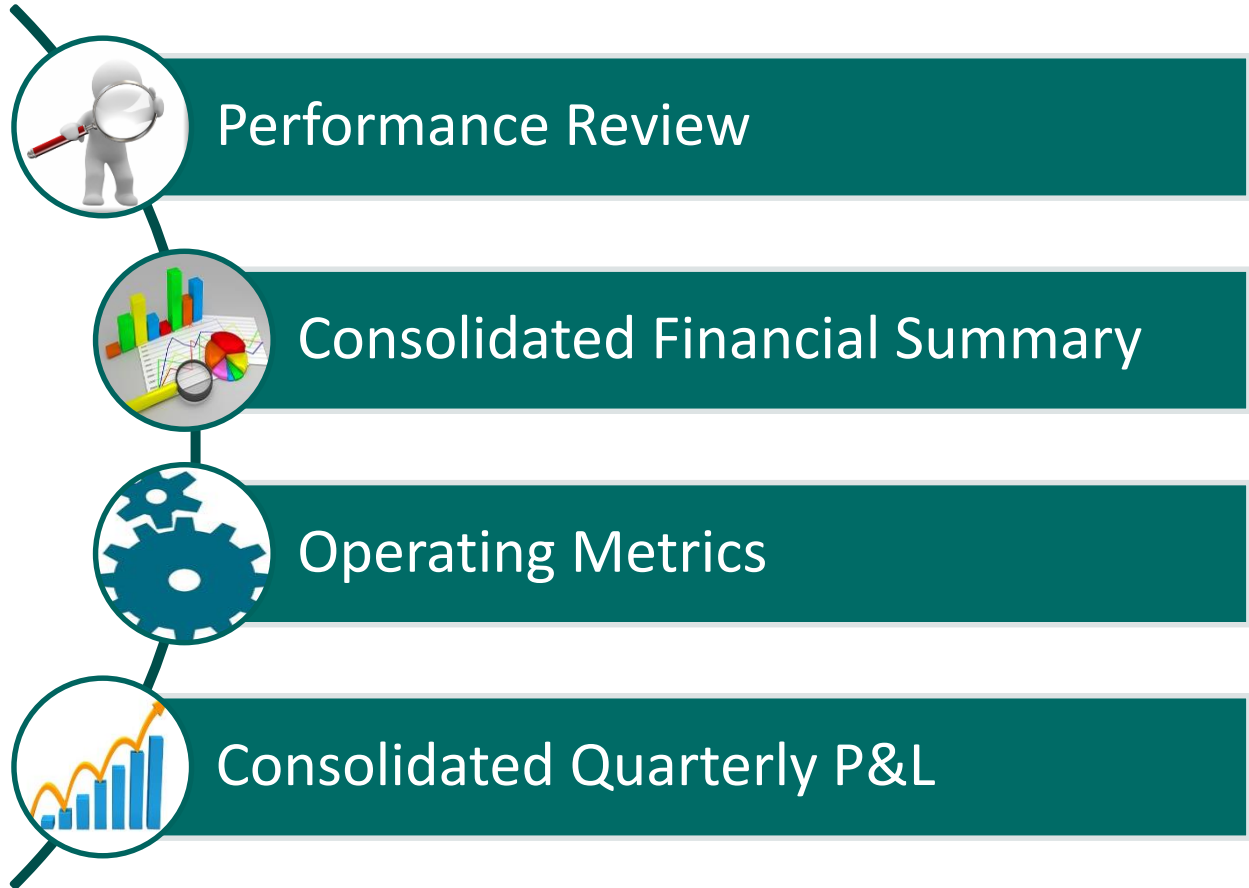 Performance Review
Consolidated Financial Summary
Operating Metrics
Consolidated Quarterly P&L